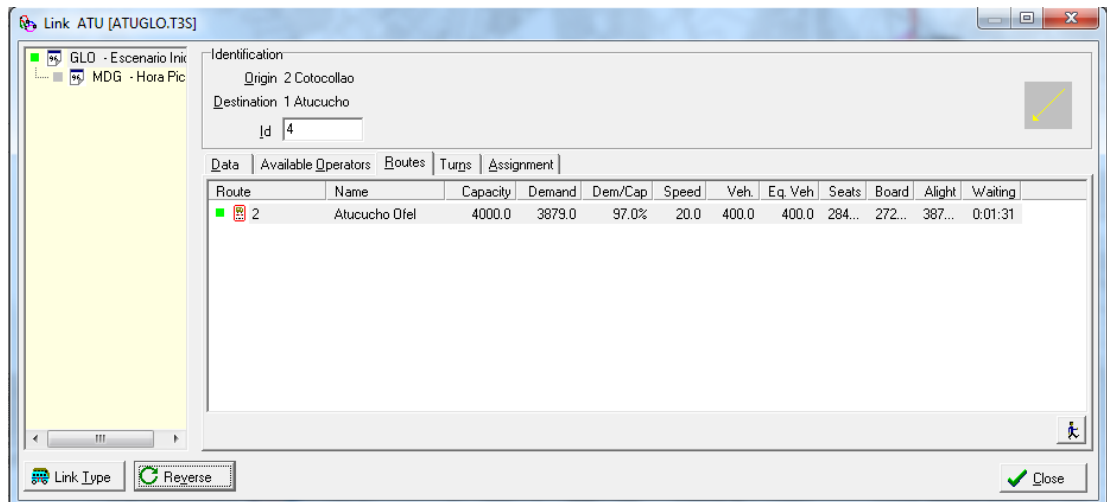 Link ATU [ATUGLO.T3S]
GLO - Escenario Inic
MDG - Hora Pic
Identification
Origin 2 Cotocollao
Destination 1 Atucucho
Id 4
Data Available Operators Routes Turns Assignment
Route Name Capacity Demand Dem/Cap Speed Veh. Eq. Veh Seats Board Alight Waiting
2 Atucucho Ofel 4000.0 3879.0 97.0% 20.0 400.0 400.0 284... 272... 387... 0:01:31
Link Type Reverse Close